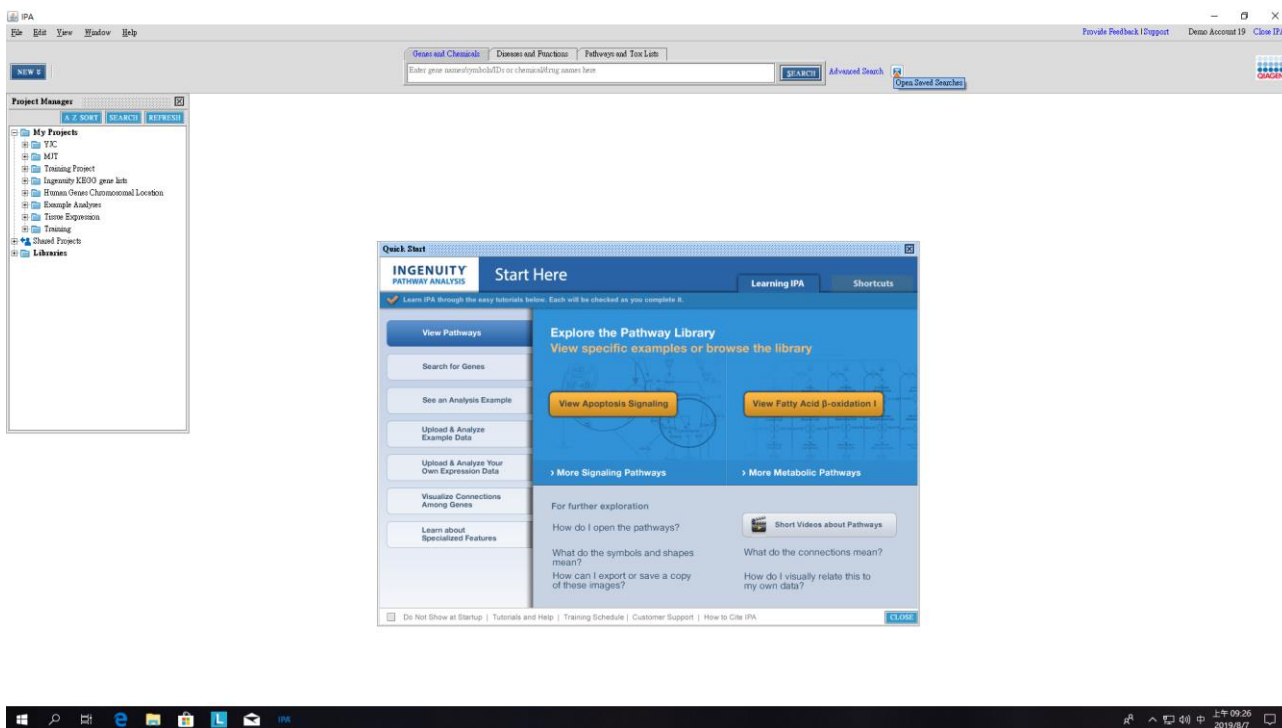 IPA
File Edit View Window Help
Provide Feedback | Support Demo Account 19 Close IPA
Genes and Chemicals Diseases and Functions Pathways and Tox Lists
NEW
Enter gene names/symbols/IDs or chemical/drug names here
SEARCH
Advanced Search
Open Saved Searches
QIAGEN
Project Manager
A Z SORT SEARCH REFRESH
My Projects
YJC
MJT
Training Project
Ingenuity KEGG gene lists
Human Genes Chromosomal Location
Example Analyses
Tissue Expression
Training
Shared Projects
Libraries
Quick Start
INGENUITY
PATHWAY ANALYSIS
Start Here
Learning IPA
Shortcuts
Learn IPA through the easy tutorials below. Each will be checked as you complete it.
View Pathways
Search for Genes
See an Analysis Example
Upload & Analyze
Example Data
Upload & Analyze Your
Own Expression Data
Visualize Connections
Among Genes
Learn about
Specialized Features
Explore the Pathway Library
View specific examples or browse the library
View Apoptosis Signaling
View Fatty Acid β-oxidation I
› More Signaling Pathways
› More Metabolic Pathways
For further exploration
How do I open the pathways?
What do the symbols and shapes
mean?
How can I export or save a copy
of these images?
Short Videos about Pathways
What do the connections mean?
How do I visually relate this to
my own data?
Do Not Show at Startup | Tutorials and Help | Training Schedule | Customer Support | How to Cite IPA
CLOSE
IPA
中
上午 09:26
2019/8/7